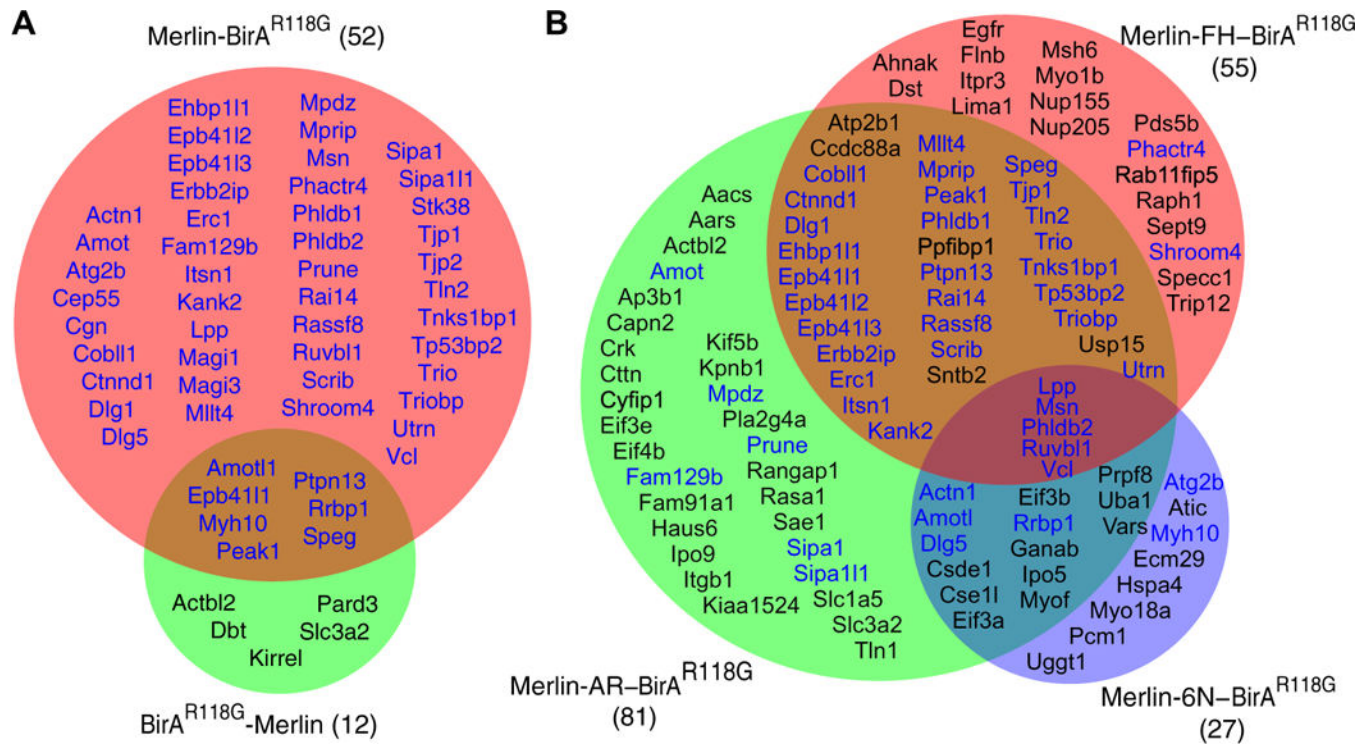 A
Merlin-BirA^R118G (52)
Ehbp1l1
Epb41l2
Epb41l3
Erbb2ip
Erc1
Fam129b
Itsn1
Kank2
Lpp
Magi1
Magi3
Mllt4
Actn1
Amot
Atg2b
Cep55
Cgn
Cobll1
Ctnnd1
Dlg1
Dlg5
Mpdz
Mprip
Msn
Phactr4
Phldb1
Phldb2
Prune
Rai14
Rassf8
Ruvbl1
Scrib
Shroom4
Sipa1
Sipa1l1
Stk38
Tjp1
Tjp2
Tln2
Tnks1bp1
Tp53bp2
Trio
Triobp
Utrn
Vcl
Amotl1
Epb41l1
Myh10
Peak1
Ptpn13
Rrbp1
Speg
Actbl2
Dbt
Kirrel
Pard3
Slc3a2
BirA^R118G-Merlin (12)
B
Merlin-FH–BirA^R118G
(55)
Ahnak
Dst
Egfr
Flnb
Itpr3
Lima1
Msh6
Myo1b
Nup155
Nup205
Pds5b
Phactr4
Rab11fip5
Raph1
Sept9
Shroom4
Specc1
Trip12
Atp2b1
Ccdc88a
Cobll1
Ctnnd1
Dlg1
Ehbp1l1
Epb41l1
Epb41l2
Epb41l3
Erbb2ip
Erc1
Itsn1
Kank2
Mllt4
Mprip
Peak1
Phldb1
Ppfibp1
Ptpn13
Rai14
Rassf8
Scrib
Sntb2
Speg
Tjp1
Tln2
Trio
Tnks1bp1
Tp53bp2
Triobp
Usp15
Utrn
Aacs
Aars
Actbl2
Amot
Ap3b1
Capn2
Crk
Cttn
Cyfip1
Eif3e
Eif4b
Fam129b
Fam91a1
Haus6
Ipo9
Itgb1
Kiaa1524
Kif5b
Kpnb1
Mpdz
Pla2g4a
Prune
Rangap1
Rasa1
Sae1
Sipa1
Sipa1l1
Slc1a5
Slc3a2
Tln1
Lpp
Msn
Phldb2
Ruvbl1
Vcl
Actn1
Amotl
Dlg5
Csde1
Cse1l
Eif3a
Eif3b
Rrbp1
Ganab
Ipo5
Myof
Prpf8
Uba1
Vars
Atg2b
Atic
Myh10
Ecm29
Hspa4
Myo18a
Pcm1
Uggt1
Merlin-AR–BirA^R118G
(81)
Merlin-6N–BirA^R118G
(27)